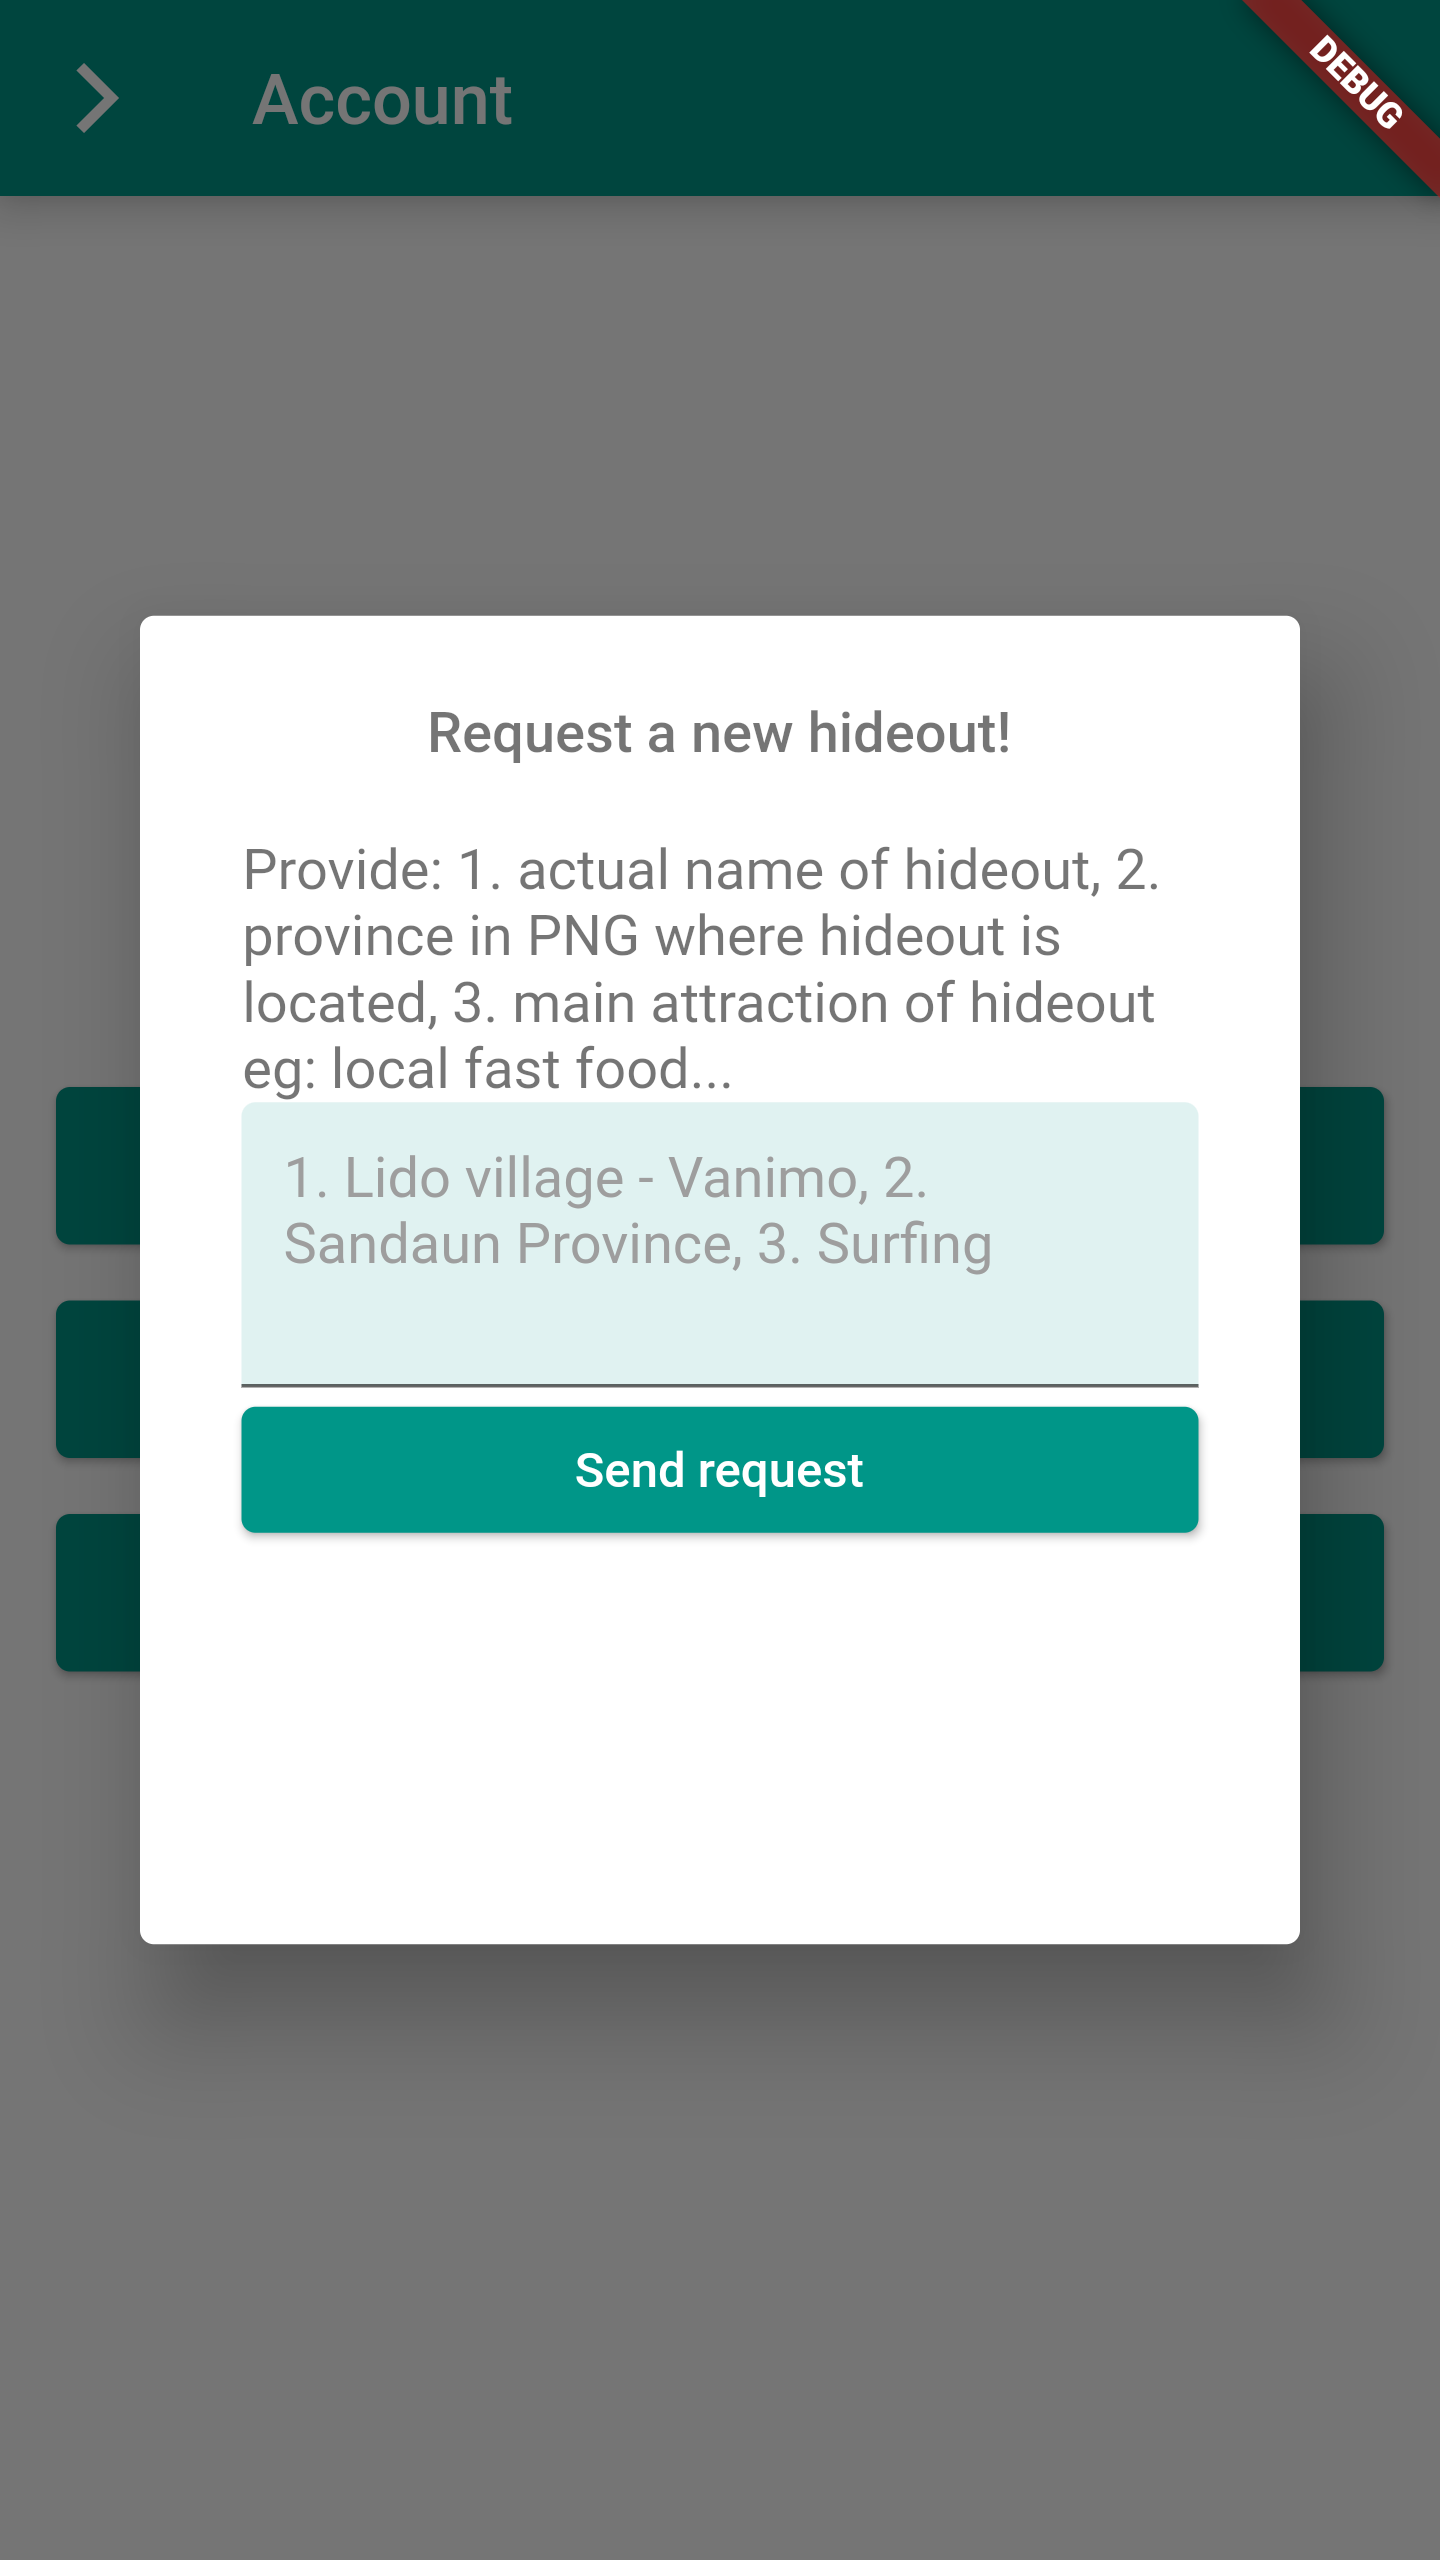 Account
DEBUG
Request a new hideout!
Provide: 1. actual name of hideout, 2.
province in PNG where hideout is
located, 3. main attraction of hideout
eg: local fast food...
1. Lido village - Vanimo, 2.
Sandaun Province, 3. Surfing
Send request